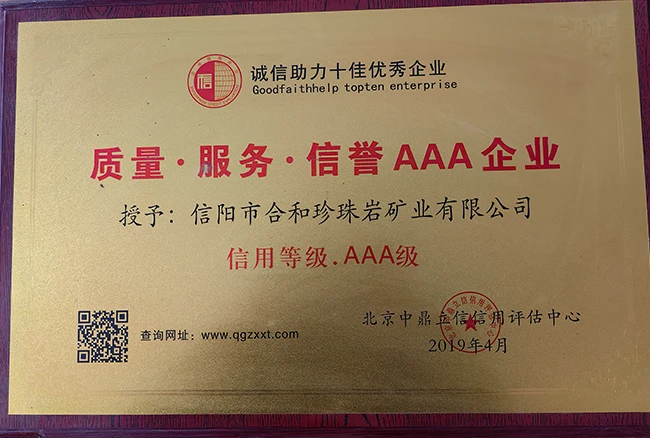 信
诚信助力十佳优秀企业
Goodfaithhelp topten enterprise
质量·服务·信誉AAA企业
授予：信阳市合和珍珠岩矿业有限公司
信用等级.AAA级
查询网址：www.qgzxxt.com
北京中鼎立信信用评估中心
2019年4月